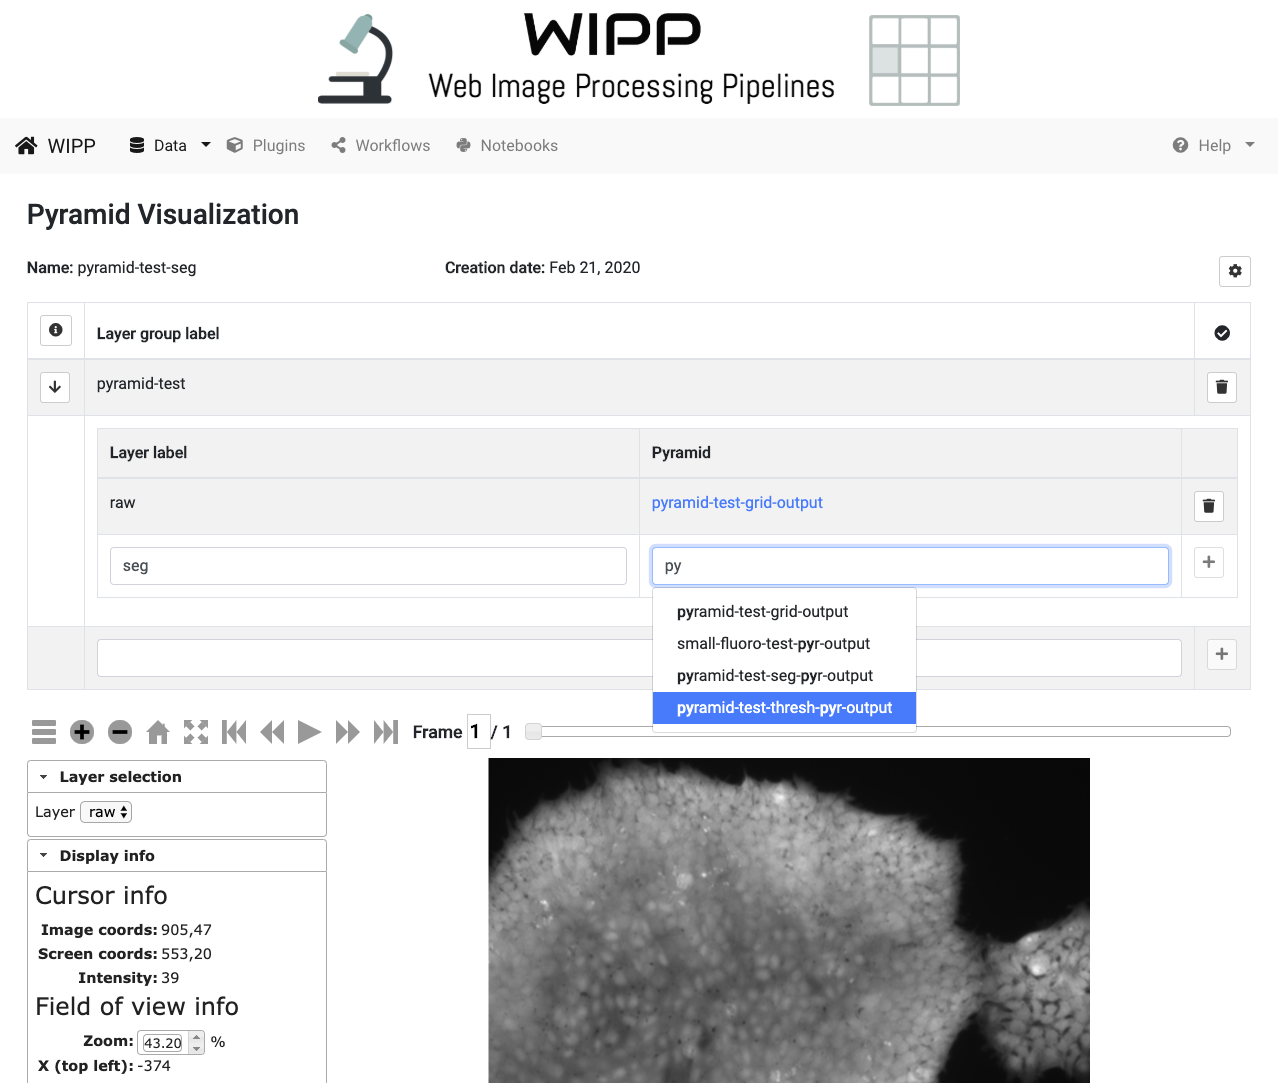 WIPP
Web Image Processing Pipelines
WIPP Data Plugins Workflows Notebooks Help
Pyramid Visualization
Name: pyramid-test-seg Creation date: Feb 21, 2020
Layer group label
pyramid-test
Layer label Pyramid
raw pyramid-test-grid-output
seg py
pyramid-test-grid-output
small-fluoro-test-pyr-output
pyramid-test-seg-pyr-output
pyramid-test-thresh-pyr-output
Frame 1 / 1
Layer selection
Layer raw
Display info
Cursor info
Image coords: 905,47
Screen coords: 553,20
Intensity: 39
Field of view info
Zoom: 43.20 %
X (top left): -374